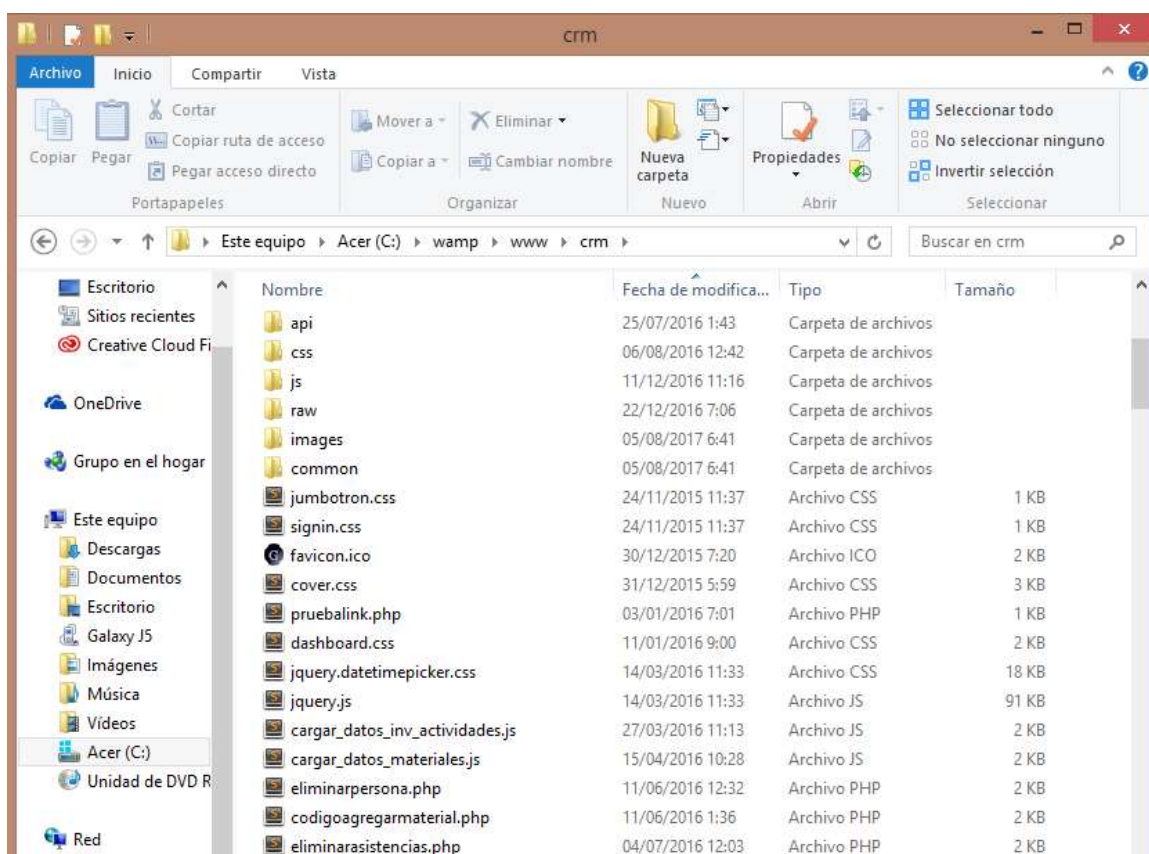 crm
Archivo Inicio Compartir Vista
Copiar
Pegar
Cortar
Copiar ruta de acceso
Pegar acceso directo
Portapapeles
Mover a
Copiar a
Eliminar
Cambiar nombre
Organizar
Nueva
carpeta
Nuevo
Propiedades
Abrir
Seleccionar todo
No seleccionar ninguno
Invertir selección
Seleccionar
Este equipo Acer (C:) wamp www crm
Buscar en crm
Escritorio
Sitios recientes
Creative Cloud Fi
OneDrive
Grupo en el hogar
Este equipo
Descargas
Documentos
Escritorio
Galaxy J5
Imágenes
Música
Vídeos
Acer (C:)
Unidad de DVD R
Red
Nombre Fecha de modifica... Tipo Tamaño
api 25/07/2016 1:43 Carpeta de archivos
css 06/08/2016 12:42 Carpeta de archivos
js 11/12/2016 11:16 Carpeta de archivos
raw 22/12/2016 7:06 Carpeta de archivos
images 05/08/2017 6:41 Carpeta de archivos
common 05/08/2017 6:41 Carpeta de archivos
jumbotron.css 24/11/2015 11:37 Archivo CSS 1 KB
signin.css 24/11/2015 11:37 Archivo CSS 1 KB
favicon.ico 30/12/2015 7:20 Archivo ICO 2 KB
cover.css 31/12/2015 5:59 Archivo CSS 3 KB
pruebalink.php 03/01/2016 7:01 Archivo PHP 1 KB
dashboard.css 11/01/2016 9:00 Archivo CSS 2 KB
jquery.datetimepicker.css 14/03/2016 11:33 Archivo CSS 18 KB
jquery.js 14/03/2016 11:33 Archivo JS 91 KB
cargar_datos_inv_actividades.js 27/03/2016 11:13 Archivo JS 2 KB
cargar_datos_materiales.js 15/04/2016 10:28 Archivo JS 2 KB
eliminarpersona.php 11/06/2016 12:32 Archivo PHP 2 KB
codigoagregarmaterial.php 11/06/2016 1:36 Archivo PHP 2 KB
eliminarasistencias.php 04/07/2016 12:03 Archivo PHP 2 KB